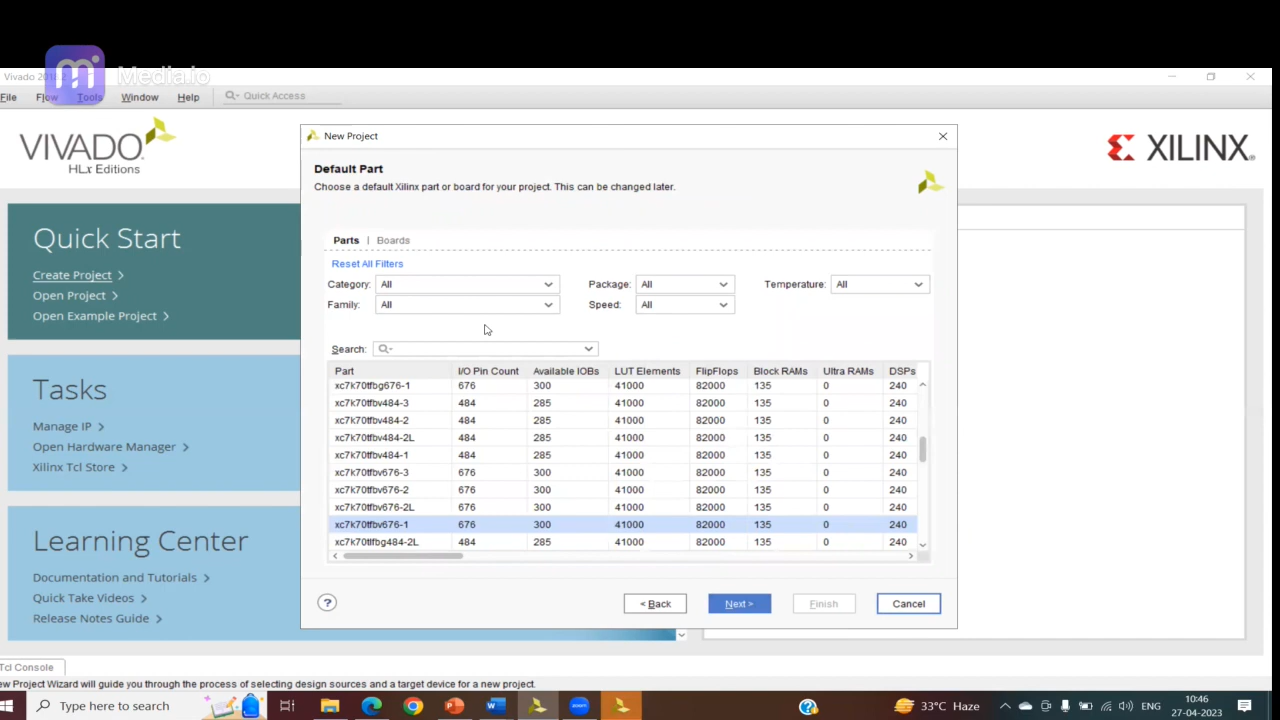 Media.io
Vivado 2018.2
File Flow Tools Window Help Quick Access
VIVADO
HLx Editions
XILINX
Quick Start
Create Project >
Open Project >
Open Example Project >
Tasks
Manage IP >
Open Hardware Manager >
Xilinx Tcl Store >
Learning Center
Documentation and Tutorials >
Quick Take Videos >
Release Notes Guide >
New Project
Default Part
Choose a default Xilinx part or board for your project. This can be changed later.
Parts | Boards
Reset All Filters
Category: All Package: All Temperature: All
Family: All Speed: All
Search:
Part I/O Pin Count Available IOBs LUT Elements FlipFlops Block RAMs Ultra RAMs DSPs
xc7k70tfbg676-1 676 300 41000 82000 135 0 240
xc7k70tfbv484-3 484 285 41000 82000 135 0 240
xc7k70tfbv484-2 484 285 41000 82000 135 0 240
xc7k70tfbv484-2L 484 285 41000 82000 135 0 240
xc7k70tfbv484-1 484 285 41000 82000 135 0 240
xc7k70tfbv676-3 676 300 41000 82000 135 0 240
xc7k70tfbv676-2 676 300 41000 82000 135 0 240
xc7k70tfbv676-2L 676 300 41000 82000 135 0 240
xc7k70tfbv676-1 676 300 41000 82000 135 0 240
xc7k70tlfbg484-2L 484 285 41000 82000 135 0 240
? < Back Next > Finish Cancel
Tcl Console
ew Project Wizard will guide you through the process of selecting design sources and a target device for a new project.
Type here to search
zoom
33°C Haze
ENG
10:46
27-04-2023